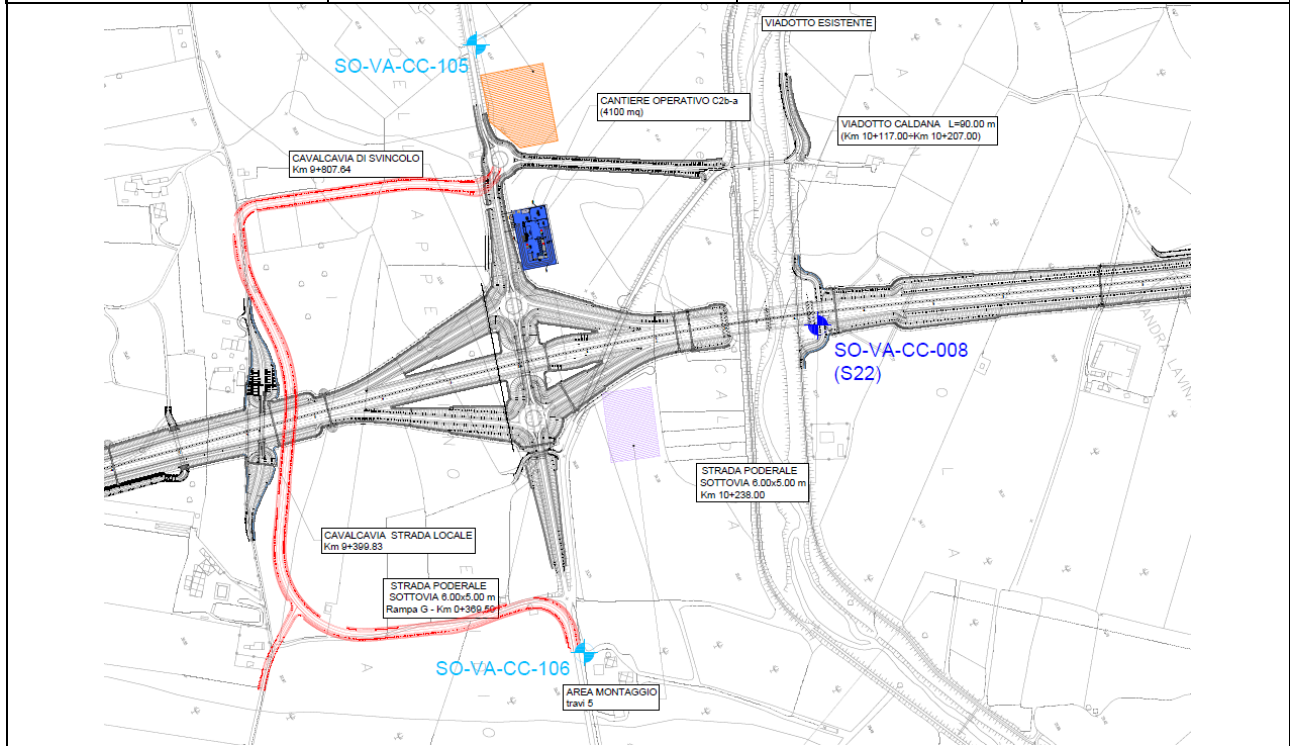 VIADOTTO ESISTENTE
SO-VA-CC-105
CANTIERE OPERATIVO C2b-a
(4100 mq)
VIADOTTO CALDANA L=90.00 m
(Km 10+117.00÷Km 10+207.00)
CAVALCAVIA DI SVINCOLO
Km 9+807.64
SO-VA-CC-008
(S22)
STRADA PODERALE
SOTTOVIA 6.00x5.00 m
Km 10+238.00
CAVALCAVIA STRADA LOCALE
Km 9+399.83
STRADA PODERALE
SOTTOVIA 6.00x5.00 m
Rampa G - Km 0+369.50
SO-VA-CC-106
AREA MONTAGGIO
travi 5